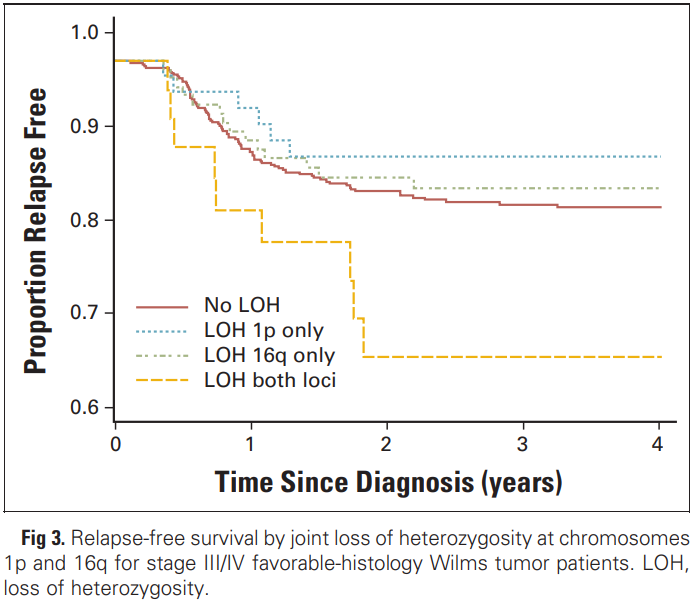 1.0
0.9
0.8
0.7
0.6
Proportion Relapse Free
No LOH
LOH 1p only
LOH 16q only
LOH both loci
0 1 2 3 4
Time Since Diagnosis (years)
Fig 3. Relapse-free survival by joint loss of heterozygosity at chromosomes
1p and 16q for stage III/IV favorable-histology Wilms tumor patients. LOH,
loss of heterozygosity.